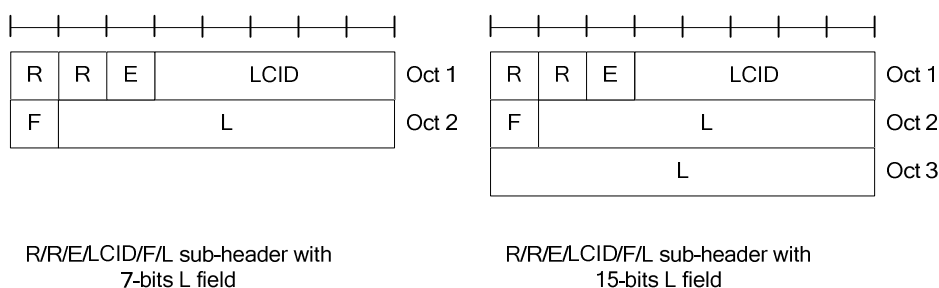 R R E LCID Oct 1
F L Oct 2
R/R/E/LCID/F/L sub-header with
7-bits L field
R R E LCID Oct 1
F L Oct 2
L Oct 3
R/R/E/LCID/F/L sub-header with
15-bits L field